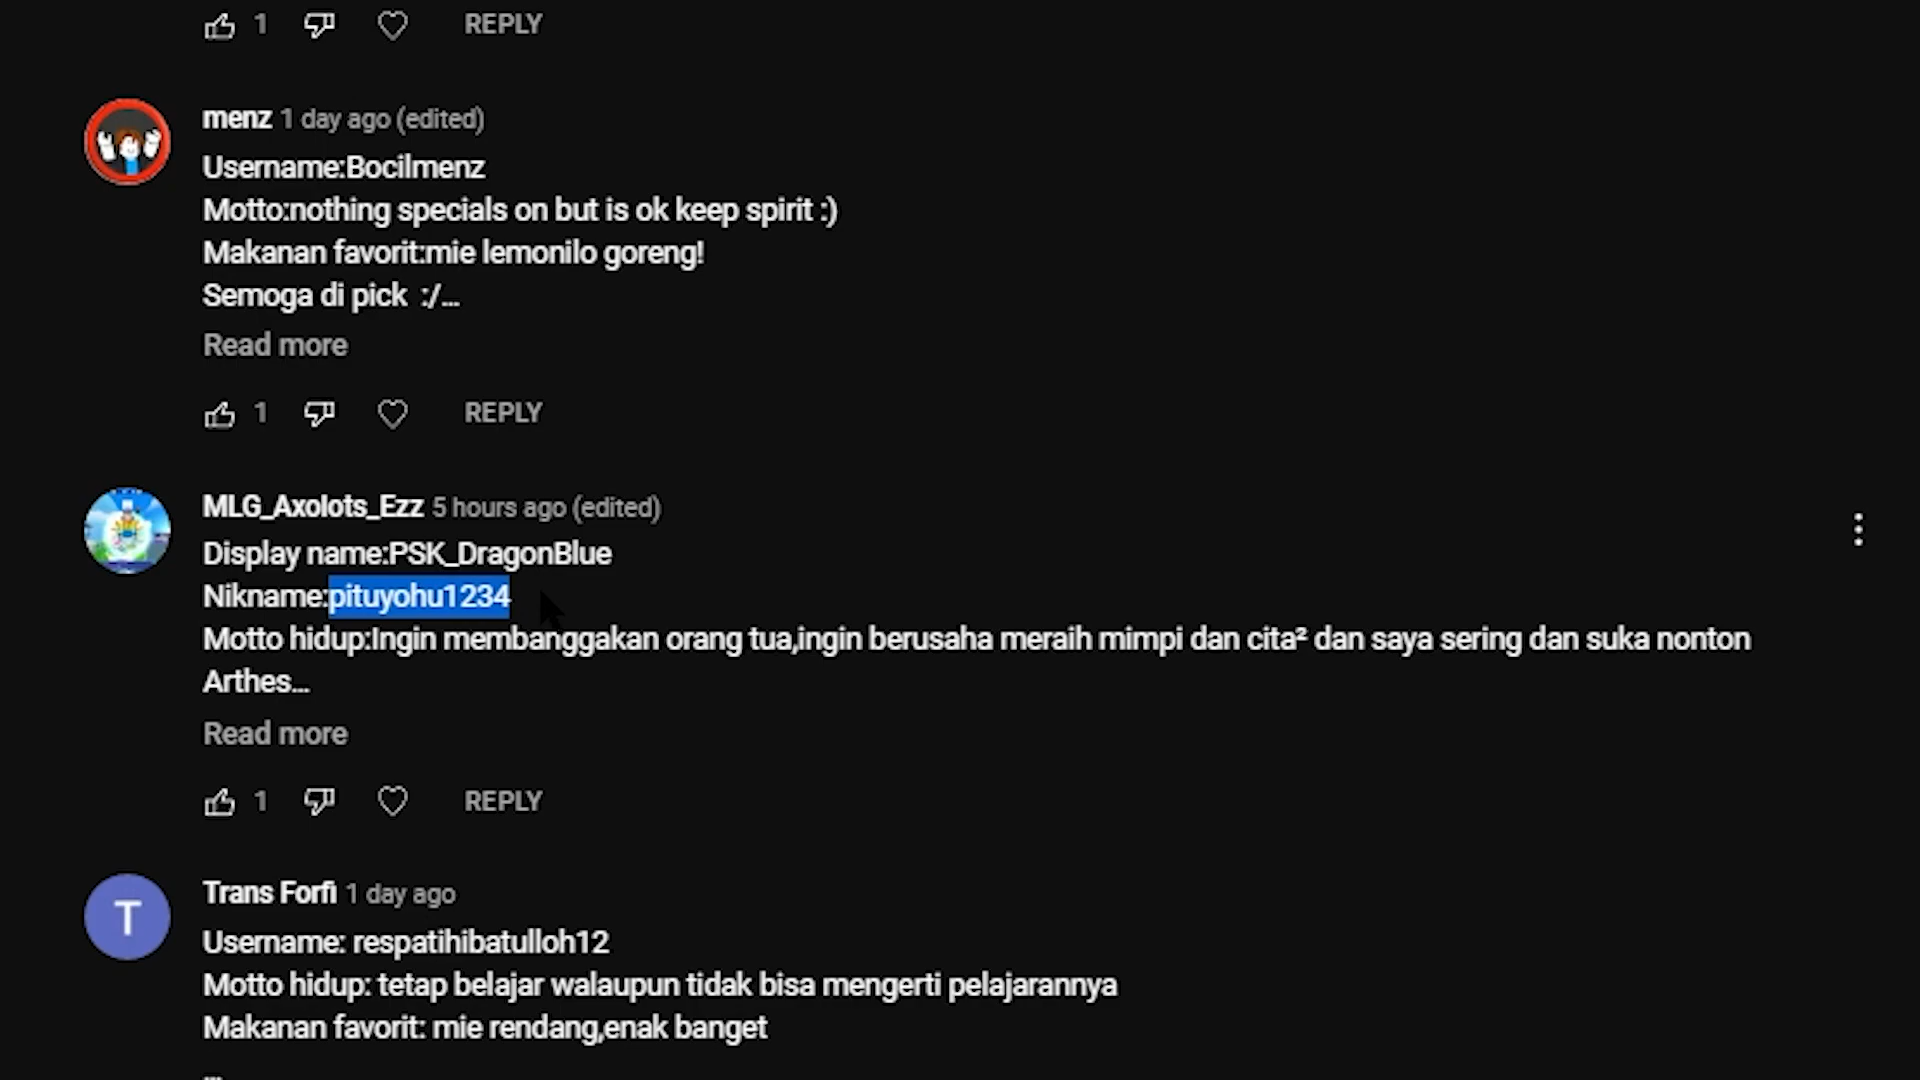 1 REPLY
menz 1 day ago (edited)
Username:Bocilmenz
Motto:nothing specials on but is ok keep spirit :)
Makanan favorit:mie lemonilo goreng!
Semoga di pick :/...
Read more
1 REPLY
MLG_Axolots_Ezz 5 hours ago (edited)
Display name:PSK_DragonBlue
Nikname:pituyohu1234
Motto hidup:Ingin membanggakan orang tua,ingin berusaha meraih mimpi dan cita² dan saya sering dan suka nonton
Arthes...
Read more
1 REPLY
T
Trans Forfi 1 day ago
Username: respatihibatulloh12
Motto hidup: tetap belajar walaupun tidak bisa mengerti pelajarannya
Makanan favorit: mie rendang,enak banget
...